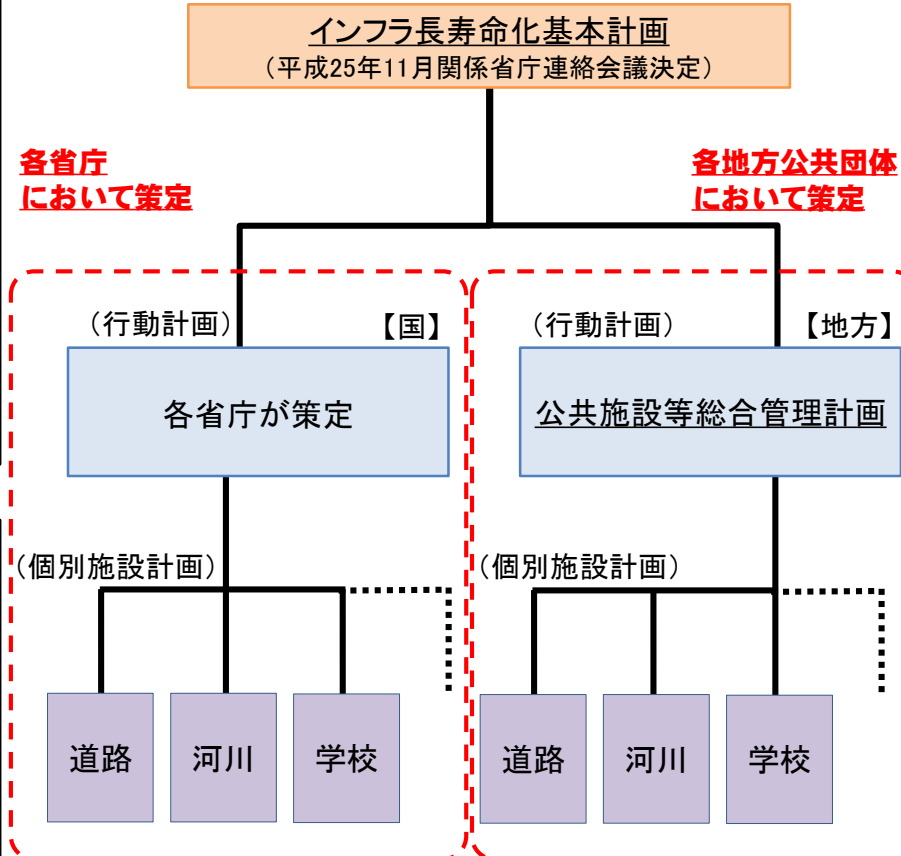 インフラ長寿命化基本計画
（平成25年11月関係省庁連絡会議決定）
各省庁
において策定
各地方公共団体
において策定
（行動計画）
【国】
各省庁が策定
（個別施設計画）
道路
河川
学校
（行動計画）
【地方】
公共施設等総合管理計画
（個別施設計画）
道路
河川
学校